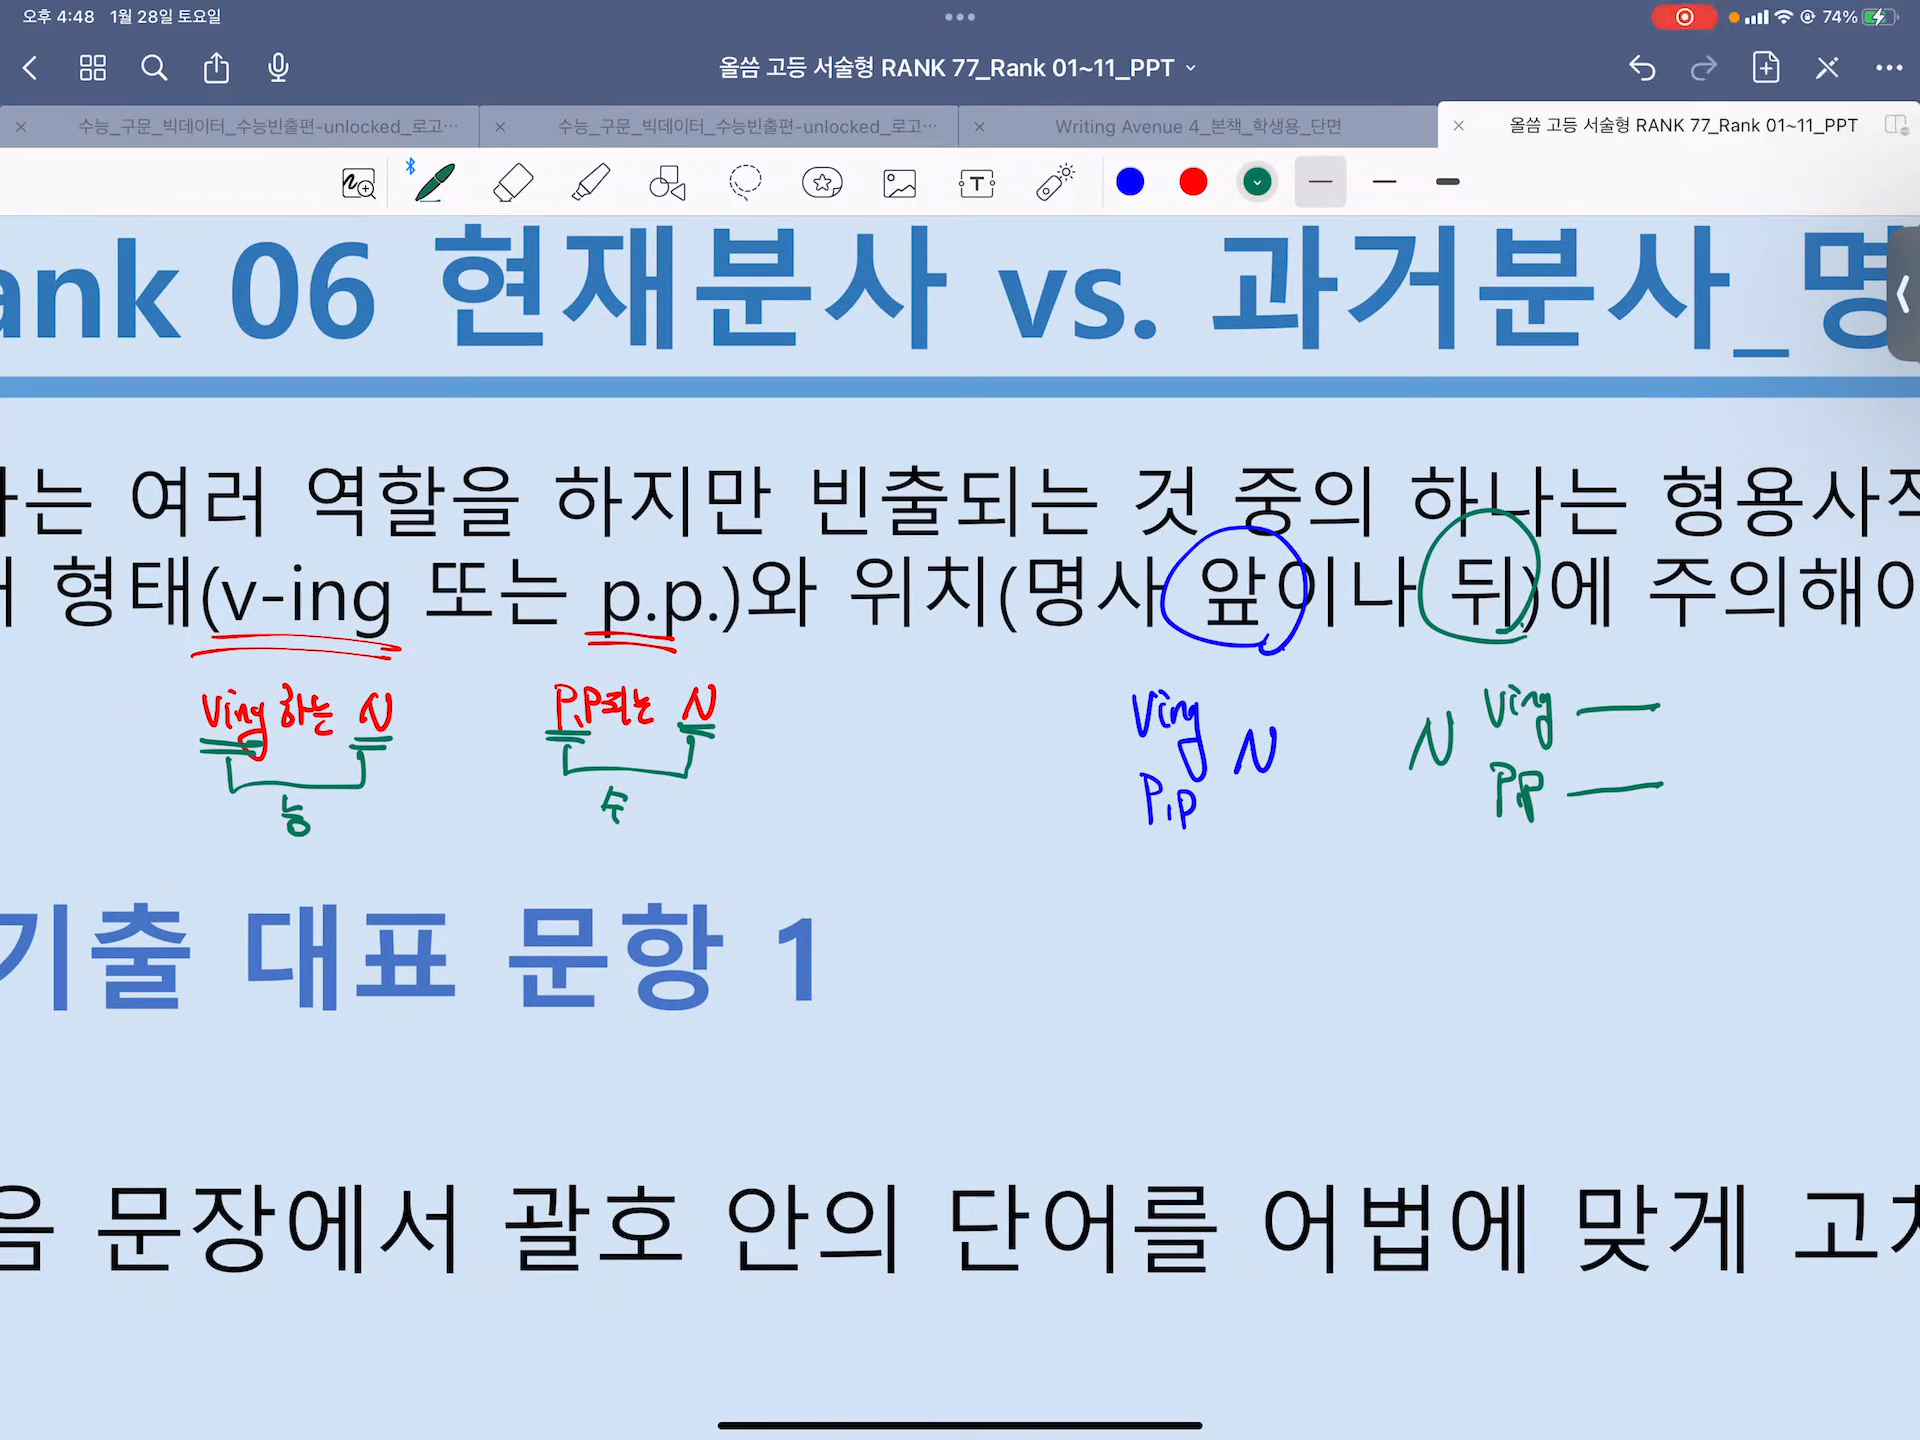 오후 4:48 1월 28일 토요일
74%
올씀 고등 서술형 RANK 77_Rank 01~11_PPT
수능_구문_빅데이터_수능빈출편-unlocked_로고…
수능_구문_빅데이터_수능빈출편-unlocked_로고…
Writing Avenue 4_본책_학생용_단면
올씀 고등 서술형 RANK 77_Rank 01~11_PPT
ank 06 현재분사 vs. 과거분사_명
는 여러 역할을 하지만 빈출되는 것 중의 하나는 형용사적
형태(v-ing 또는 p.p.)와 위치(명사 앞이나 뒤)에 주의해야
Ving 하는 N
P.P되는 N
Ving
P.P
N
N
Ving
P.P
능
수
기출 대표 문항 1
음 문장에서 괄호 안의 단어를 어법에 맞게 고쳐